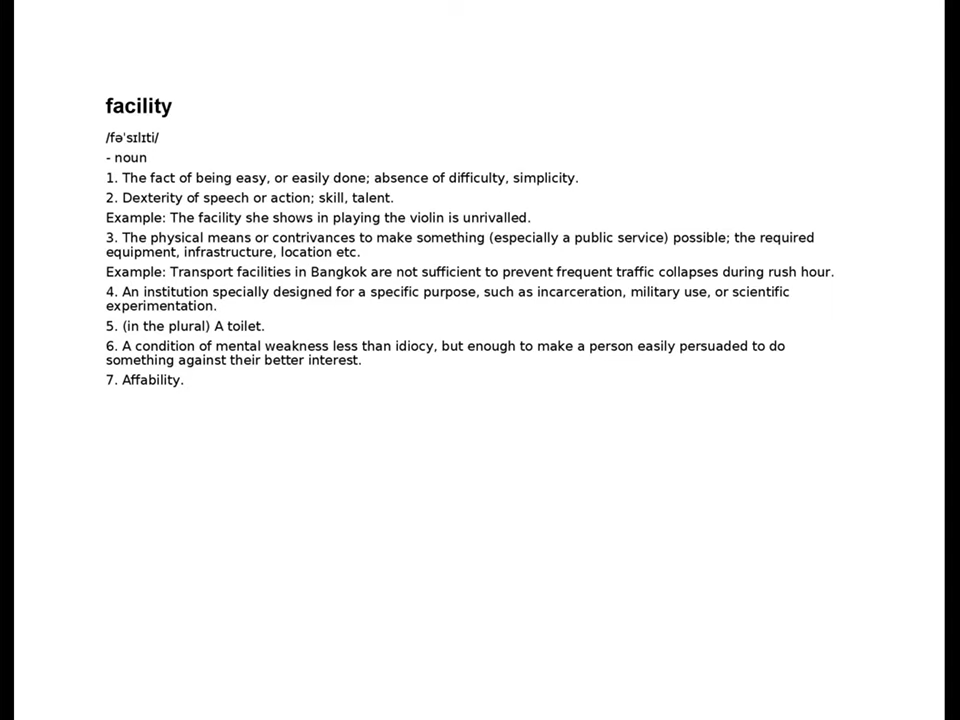 facility
/fəˈsɪlɪti/
- noun
1. The fact of being easy, or easily done; absence of difficulty, simplicity.
2. Dexterity of speech or action; skill, talent.
Example: The facility she shows in playing the violin is unrivalled.
3. The physical means or contrivances to make something (especially a public service) possible; the required
equipment, infrastructure, location etc.
Example: Transport facilities in Bangkok are not sufficient to prevent frequent traffic collapses during rush hour.
4. An institution specially designed for a specific purpose, such as incarceration, military use, or scientific
experimentation.
5. (in the plural) A toilet.
6. A condition of mental weakness less than idiocy, but enough to make a person easily persuaded to do
something against their better interest.
7. Affability.